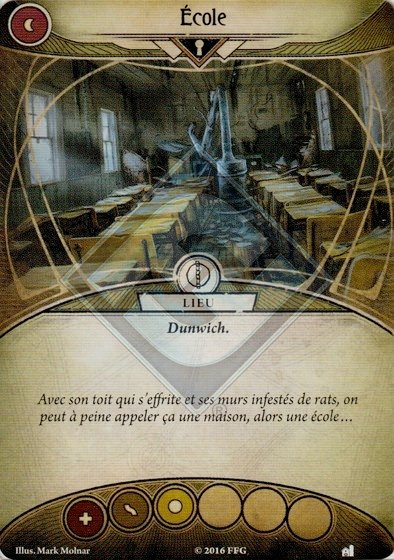 École
LIEU
Dunwich.
Avec son toit qui s'effrite et ses murs infestés de rats, on
peut à peine appeler ça une maison, alors une école…
Illus. Mark Molnar
© 2016 FFG